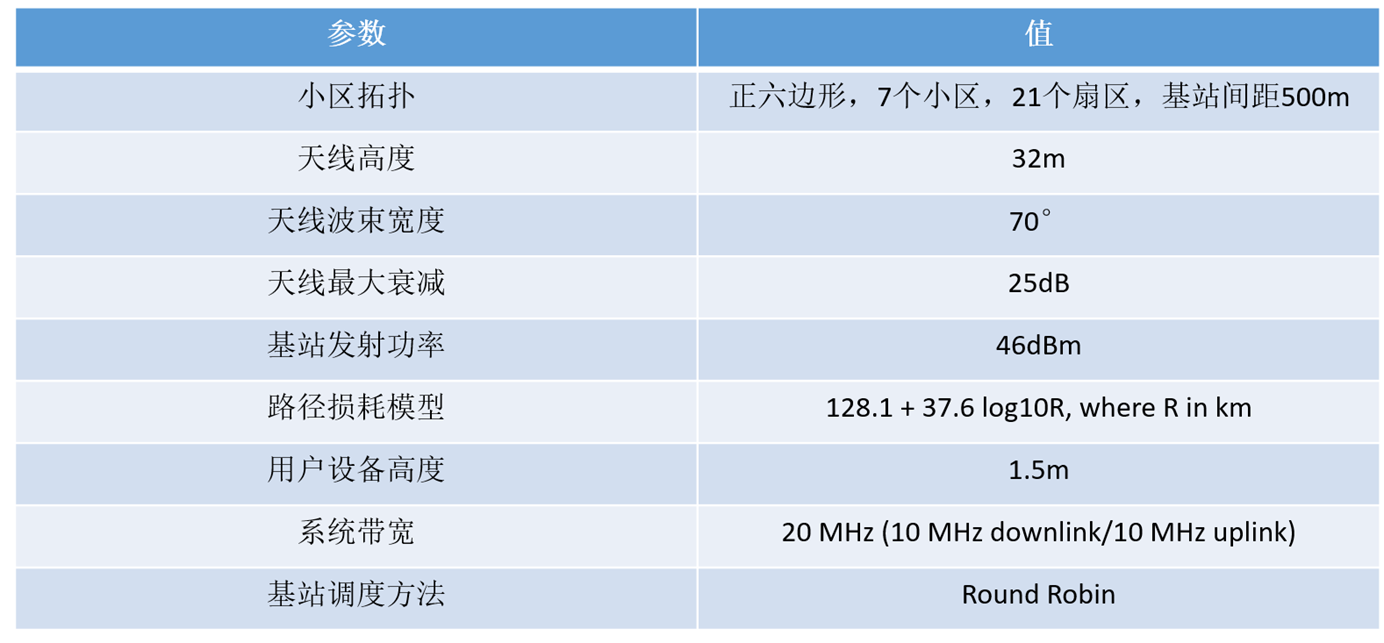 参数 值
小区拓扑 正六边形，7个小区，21个扇区，基站间距500m
天线高度 32m
天线波束宽度 70°
天线最大衰减 25dB
基站发射功率 46dBm
路径损耗模型 128.1 + 37.6 log10R, where R in km
用户设备高度 1.5m
系统带宽 20 MHz (10 MHz downlink/10 MHz uplink)
基站调度方法 Round Robin